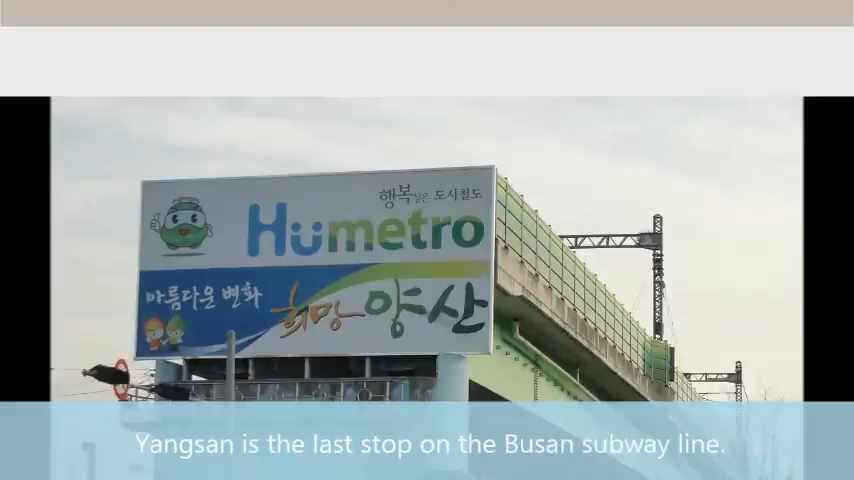 행복실은 도시철도
Hümetro
아름다운 변화
희망 양산
Yangsan is the last stop on the Busan subway line.